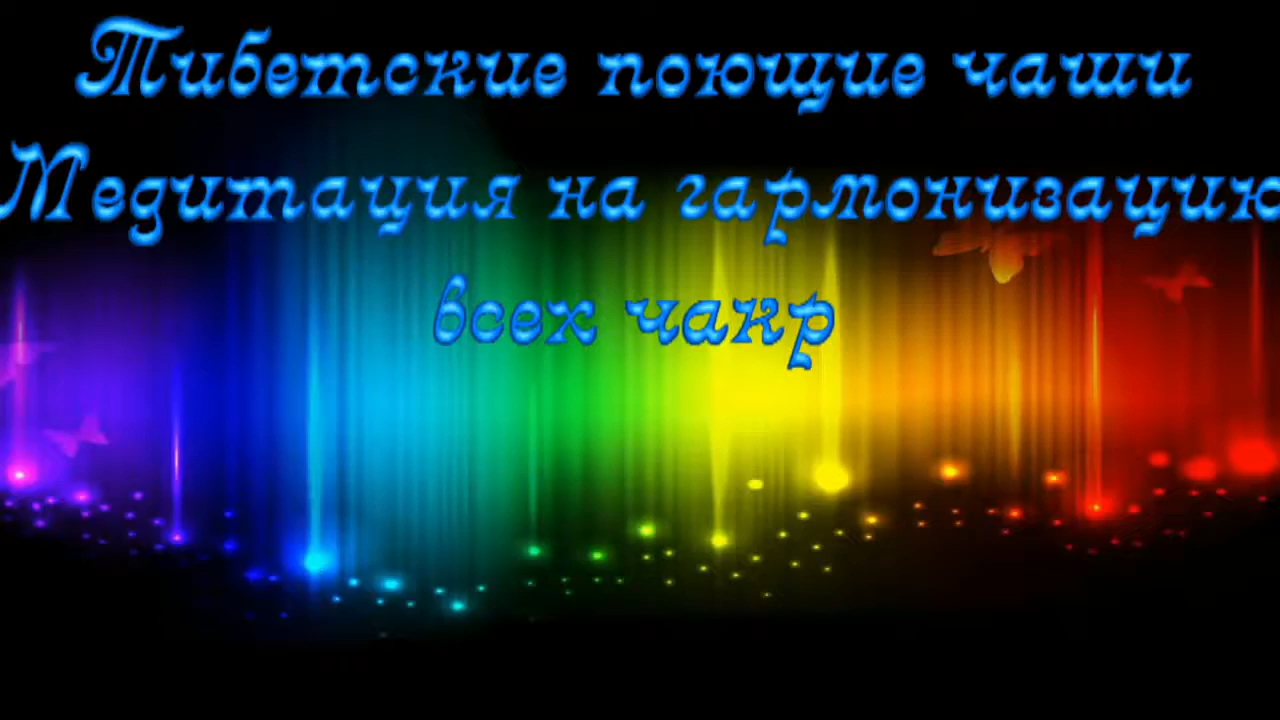 Тибетские поющие чаши
Медитация на гармонизацию
всех чакр